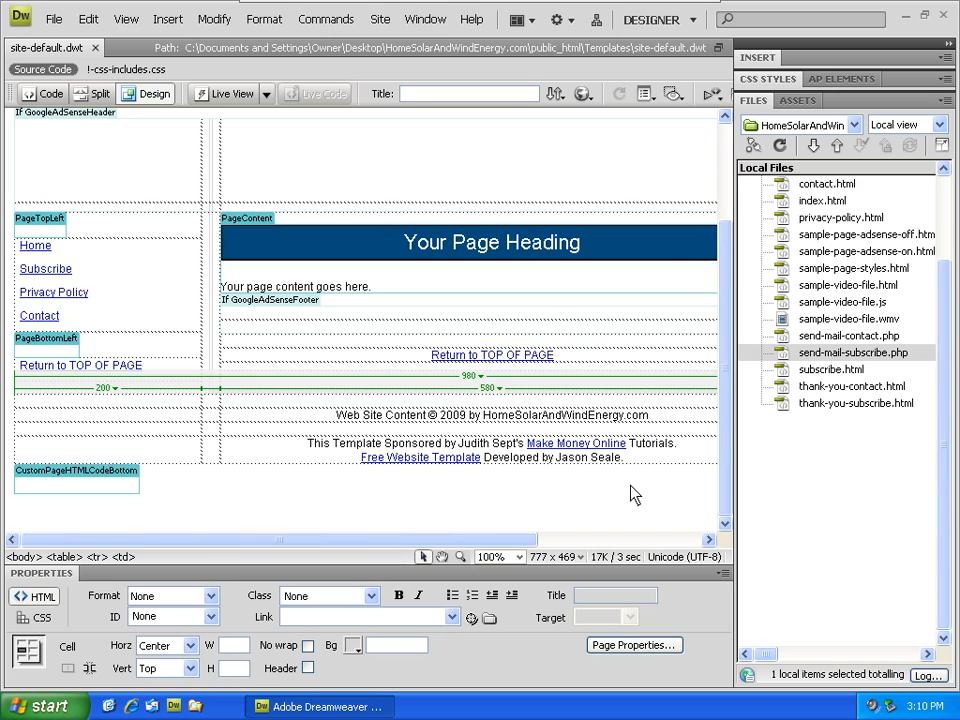 Dw File Edit View Insert Modify Format Commands Site Window Help DESIGNER
site-default.dwt Path: C:\Documents and Settings\Owner\Desktop\HomeSolarAndWindEnergy.com\public_html\Templates\site-default.dwt
Source Code !-css-includes.css
Code Split Design Live View Live Code Title:
If GoogleAdSenseHeader
PageTopLeft
PageContent
Home
Your Page Heading
Subscribe
Privacy Policy
Your page content goes here.
If GoogleAdSenseFooter
Contact
PageBottomLeft
Return to TOP OF PAGE
Return to TOP OF PAGE
980
200 580
Web Site Content © 2009 by HomeSolarAndWindEnergy.com
This Template Sponsored by Judith Sept's Make Money Online Tutorials.
Free Website Template Developed by Jason Seale.
CustomPageHTMLCodeBottom
<body> <table> <tr> <td> 100% 777 x 469 17K / 3 sec Unicode (UTF-8)
PROPERTIES
HTML Format None Class None B I Title
CSS ID None Link Target
Cell Horz Center W No wrap Bg Page Properties...
Vert Top H Header
INSERT
CSS STYLES AP ELEMENTS
FILES ASSETS
HomeSolarAndWin Local view
Local Files
contact.html
index.html
privacy-policy.html
sample-page-adsense-off.htm
sample-page-adsense-on.htm
sample-page-styles.html
sample-video-file.html
sample-video-file.js
sample-video-file.wmv
send-mail-contact.php
send-mail-subscribe.php
subscribe.html
thank-you-contact.html
thank-you-subscribe.html
1 local items selected totalling Log...
start Dw Dw Adobe Dreamweaver ... 3:10 PM